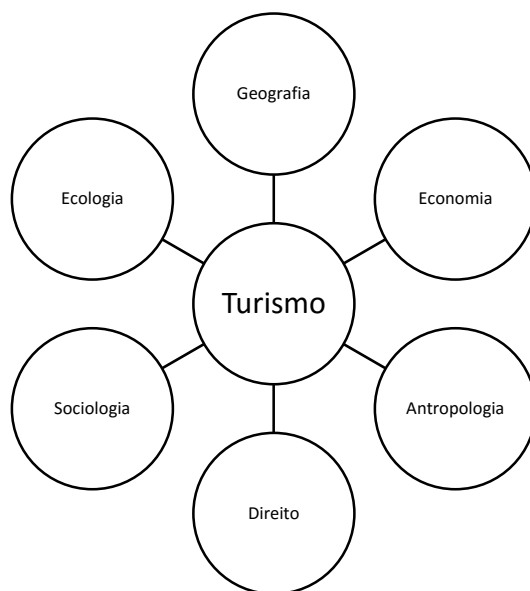 Geografia
Ecologia
Economia
Turismo
Sociologia
Antropologia
Direito